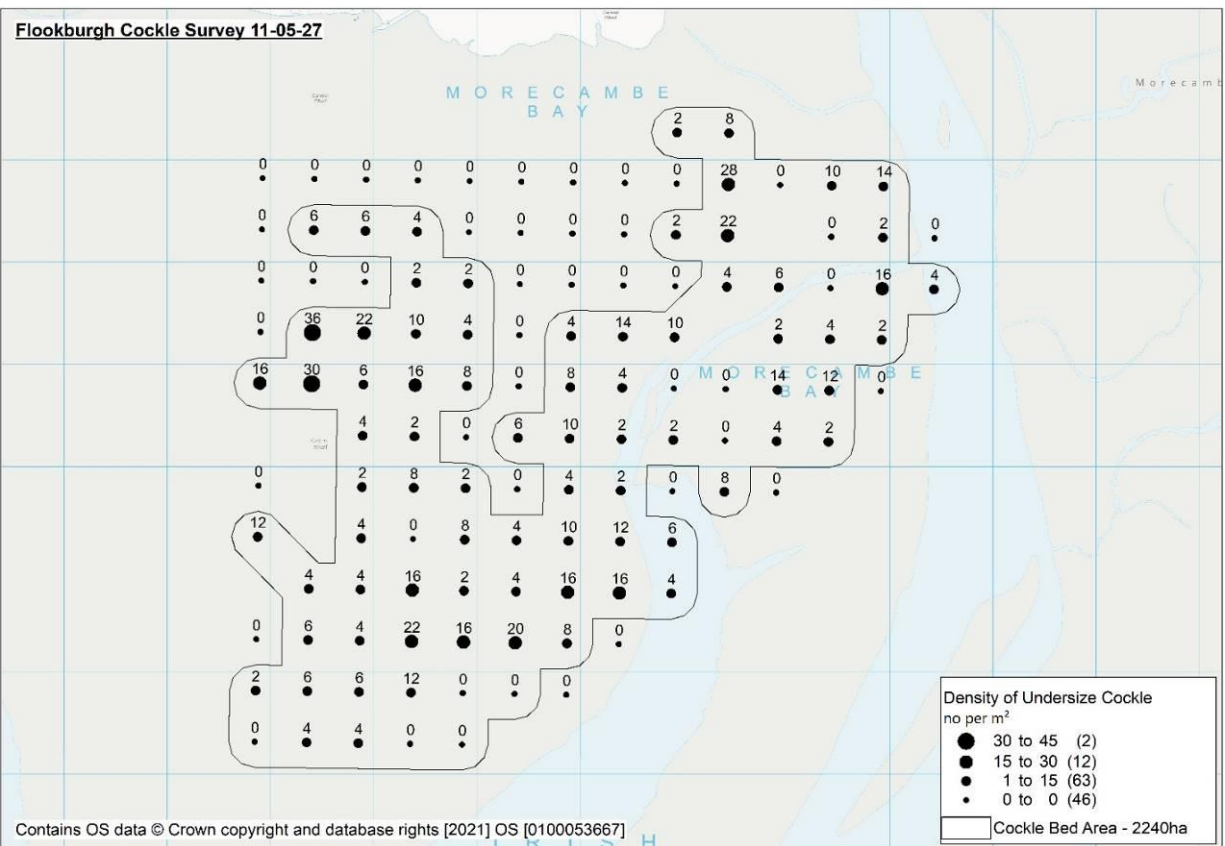 Flookburgh Cockle Survey 11-05-27
MORECAMBE
BAY
Morecamb
2 8
0 0 0 0 0 0 0 0 0 28 0 10 14
0 6 6 4 0 0 0 0 2 22 0 2 0
0 0 0 2 2 0 0 0 0 4 6 0 16 4
0 36 22 10 4 0 4 14 10 2 4 2
16 30 6 16 8 0 8 4 0 0 14 12 0
MORECAMBE
BAY
4 2 0 6 10 2 2 0 4 2
0 2 8 2 0 4 2 0 8 0
12 4 0 8 4 10 12 6
4 4 16 2 4 16 16 4
0 6 4 22 16 20 8 0
2 6 6 12 0 0 0
0 4 4 0 0
Density of Undersize Cockle
no per m²
30 to 45 (2)
15 to 30 (12)
1 to 15 (63)
0 to 0 (46)
Cockle Bed Area - 2240ha
Contains OS data © Crown copyright and database rights [2021] OS [0100053667]